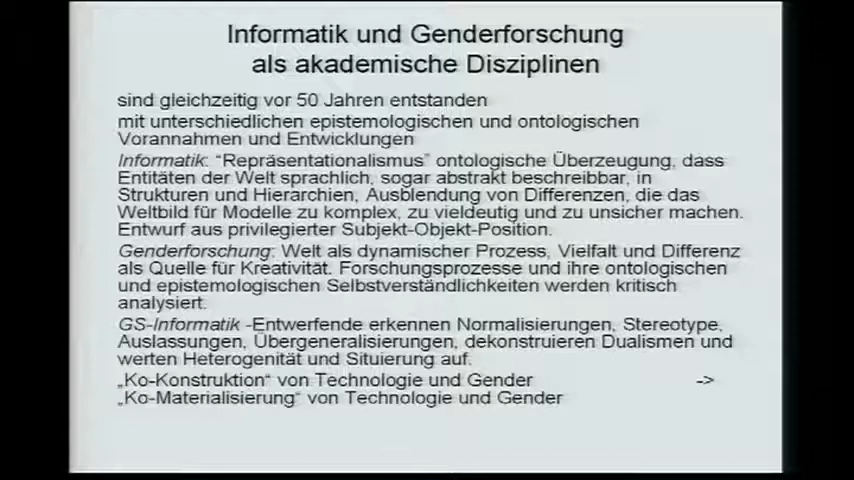 Informatik und Genderforschung
als akademische Disziplinen
sind gleichzeitig vor 50 Jahren entstanden
mit unterschiedlichen epistemologischen und ontologischen
Vorannahmen und Entwicklungen
Informatik: “Repräsentationalismus” ontologische Überzeugung, dass
Entitäten der Welt sprachlich, sogar abstrakt beschreibbar, in
Strukturen und Hierarchien, Ausblendung von Differenzen, die das
Weltbild für Modelle zu komplex, zu vieldeutig und zu unsicher machen.
Entwurf aus privilegierter Subjekt-Objekt-Position.
Genderforschung: Welt als dynamischer Prozess, Vielfalt und Differenz
als Quelle für Kreativität. Forschungsprozesse und ihre ontologischen
und epistemologischen Selbstverständlichkeiten werden kritisch
analysiert.
GS-Informatik -Entwerfende erkennen Normalisierungen, Stereotype,
Auslassungen, Übergeneralisierungen, dekonstruieren Dualismen und
werten Heterogenität und Situierung auf.
„Ko-Konstruktion“ von Technologie und Gender ->
„Ko-Materialisierung“ von Technologie und Gender